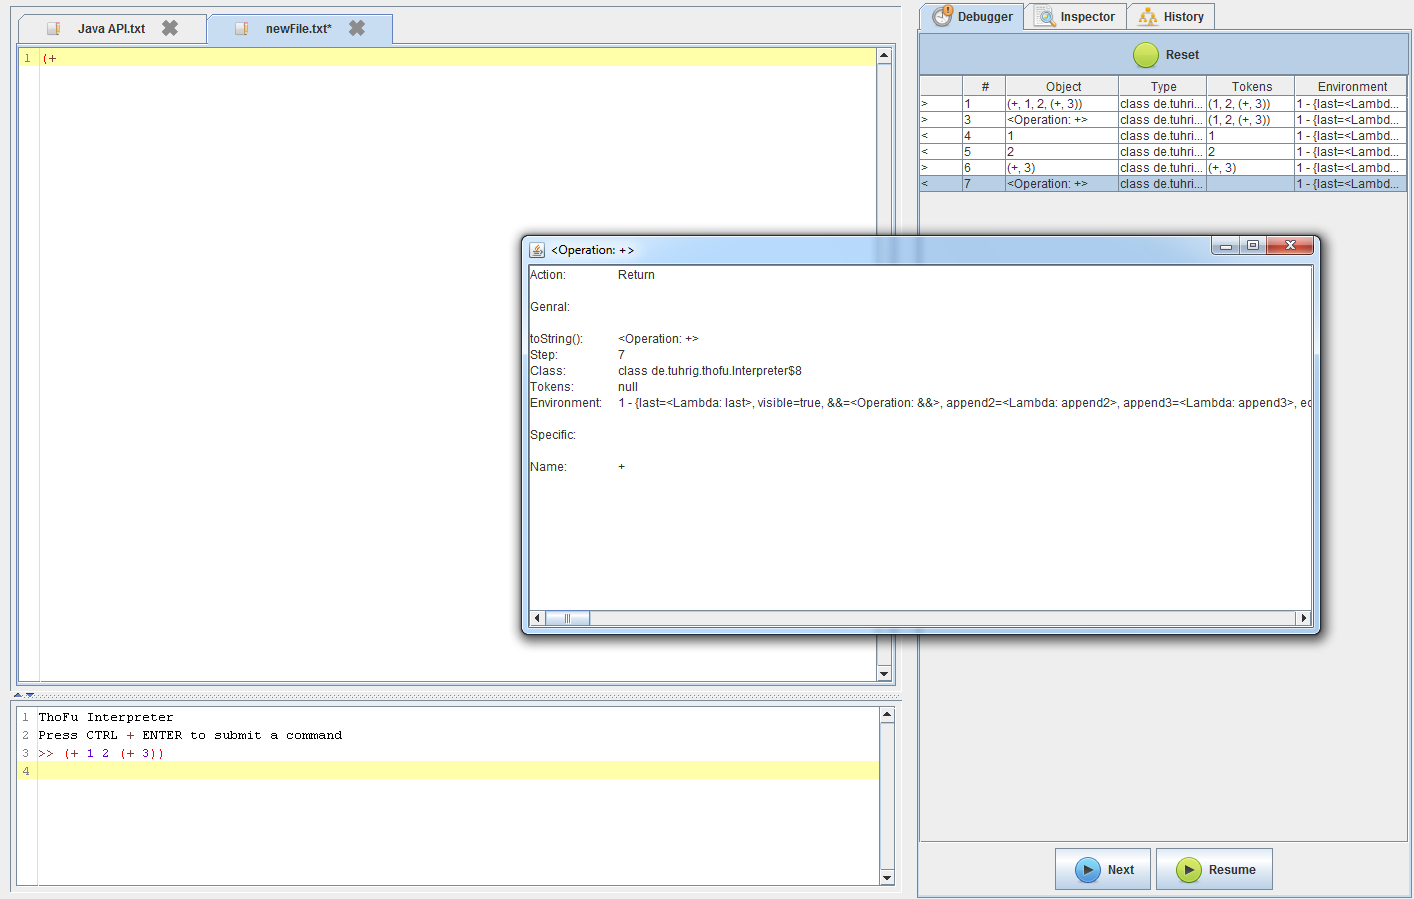 Java API.txt
newFile.txt*
1 (+
Debugger
Inspector
History
Reset
# Object Type Tokens Environment
> 1 (+, 1, 2, (+, 3)) class de.tuhri... (1, 2, (+, 3)) 1 - {last=<Lambd...
> 3 <Operation: +> class de.tuhri... (1, 2, (+, 3)) 1 - {last=<Lambd...
< 4 1 class de.tuhri... 1 1 - {last=<Lambd...
< 5 2 class de.tuhri... 2 1 - {last=<Lambd...
> 6 (+, 3) class de.tuhri... (+, 3) 1 - {last=<Lambd...
< 7 <Operation: +> class de.tuhri... 1 - {last=<Lambd...
<Operation: +>
Action: Return
Genral:
toString(): <Operation: +>
Step: 7
Class: class de.tuhrig.thofu.Interpreter$8
Tokens: null
Environment: 1 - {last=<Lambda: last>, visible=true, &&=<Operation: &&>, append2=<Lambda: append2>, append3=<Lambda: append3>, ec
Specific:
Name: +
1 ThoFu Interpreter
2 Press CTRL + ENTER to submit a command
3 >> (+ 1 2 (+ 3))
4
Next
Resume